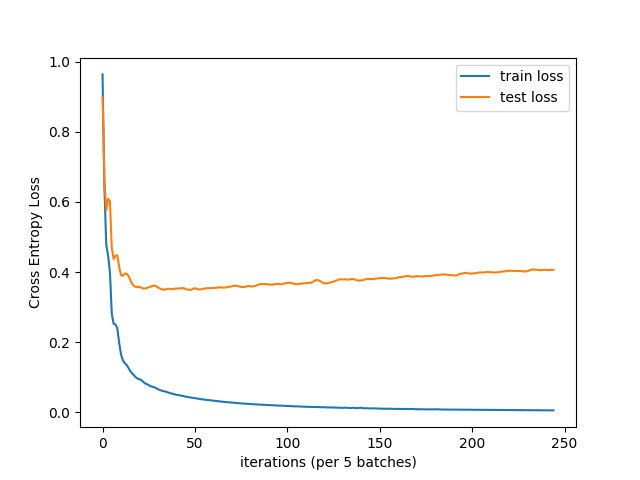 train loss
test loss
1.0
0.8
0.6
0.4
0.2
0.0
Cross Entropy Loss
0 50 100 150 200 250
iterations (per 5 batches)